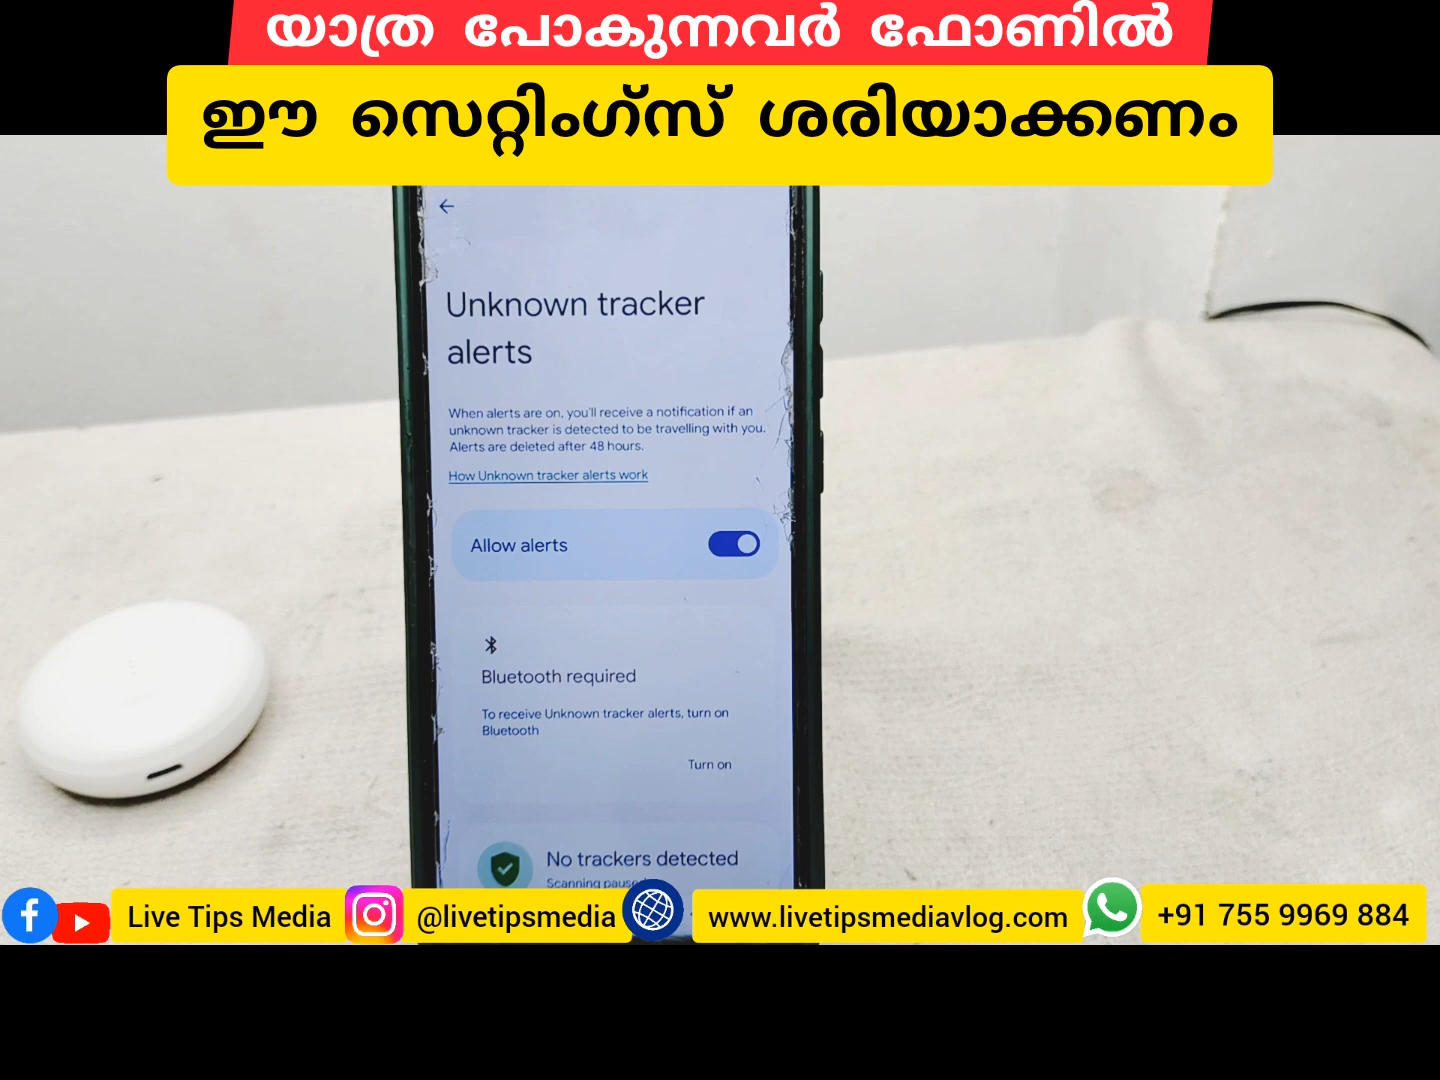 യാത്ര പോകുന്നവർ ഫോണിൽ
ഈ സെറ്റിംഗ്സ് ശരിയാക്കണം
Unknown tracker
alerts
When alerts are on, you'll receive a notification if an
unknown tracker is detected to be travelling with you.
Alerts are deleted after 48 hours.
How Unknown tracker alerts work
Allow alerts
Bluetooth required
To receive Unknown tracker alerts, turn on
Bluetooth
Turn on
No trackers detected
Scanning
Live Tips Media @livetipsmedia www.livetipsmediavlog.com +91 755 9969 884